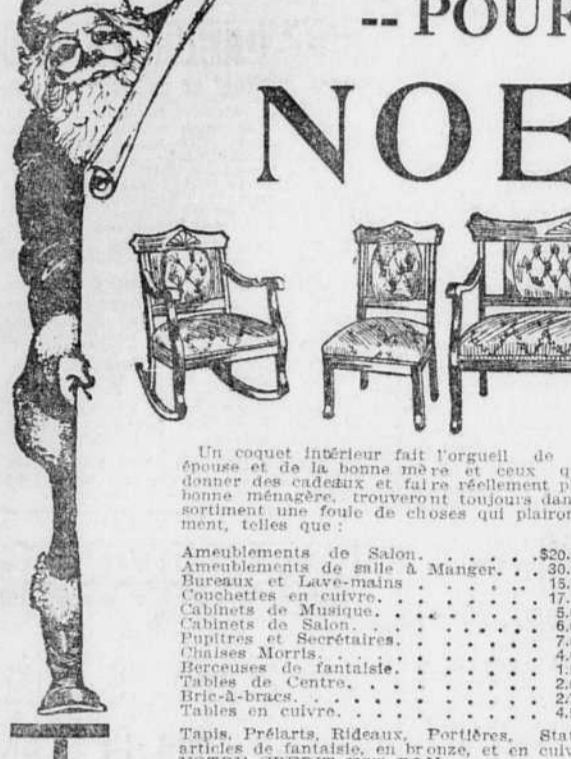 -- POUR
NOE
Un coquet intérieur fait l'orgueil de
épouse et de la bonne mère et ceux q
donner des cadeaux et faire réellement p
bonne ménagère, trouveront toujours dan
sortiment une foule de choses qui plairon
ment, telles que :
Ameublements de Salon. . . . . . .$20.
Ameublements de salle à Manger. . . 30.
Bureaux et Lave-mains . . . . . . . 15.
Couchettes en cuivre. . . . . . . . 17.
Cabinets de Musique. . . . . . . . 5.
Cabinets de Salon. . . . . . . . . 6.
Pupitres et Secrétaires. . . . . . . 7.
Chaises Morris. . . . . . . . . . 4.
Berceuses de fantaisie. . . . . . . 1.
Tables de Centre. . . . . . . . . 2.
Bric-à-bracs. . . . . . . . . . . 2.
Tables en cuivre. . . . . . . . . 4.
Tapis, Prélarts, Rideaux, Portières, Stat
articles de fantaisie, en bronze, et en cuiv